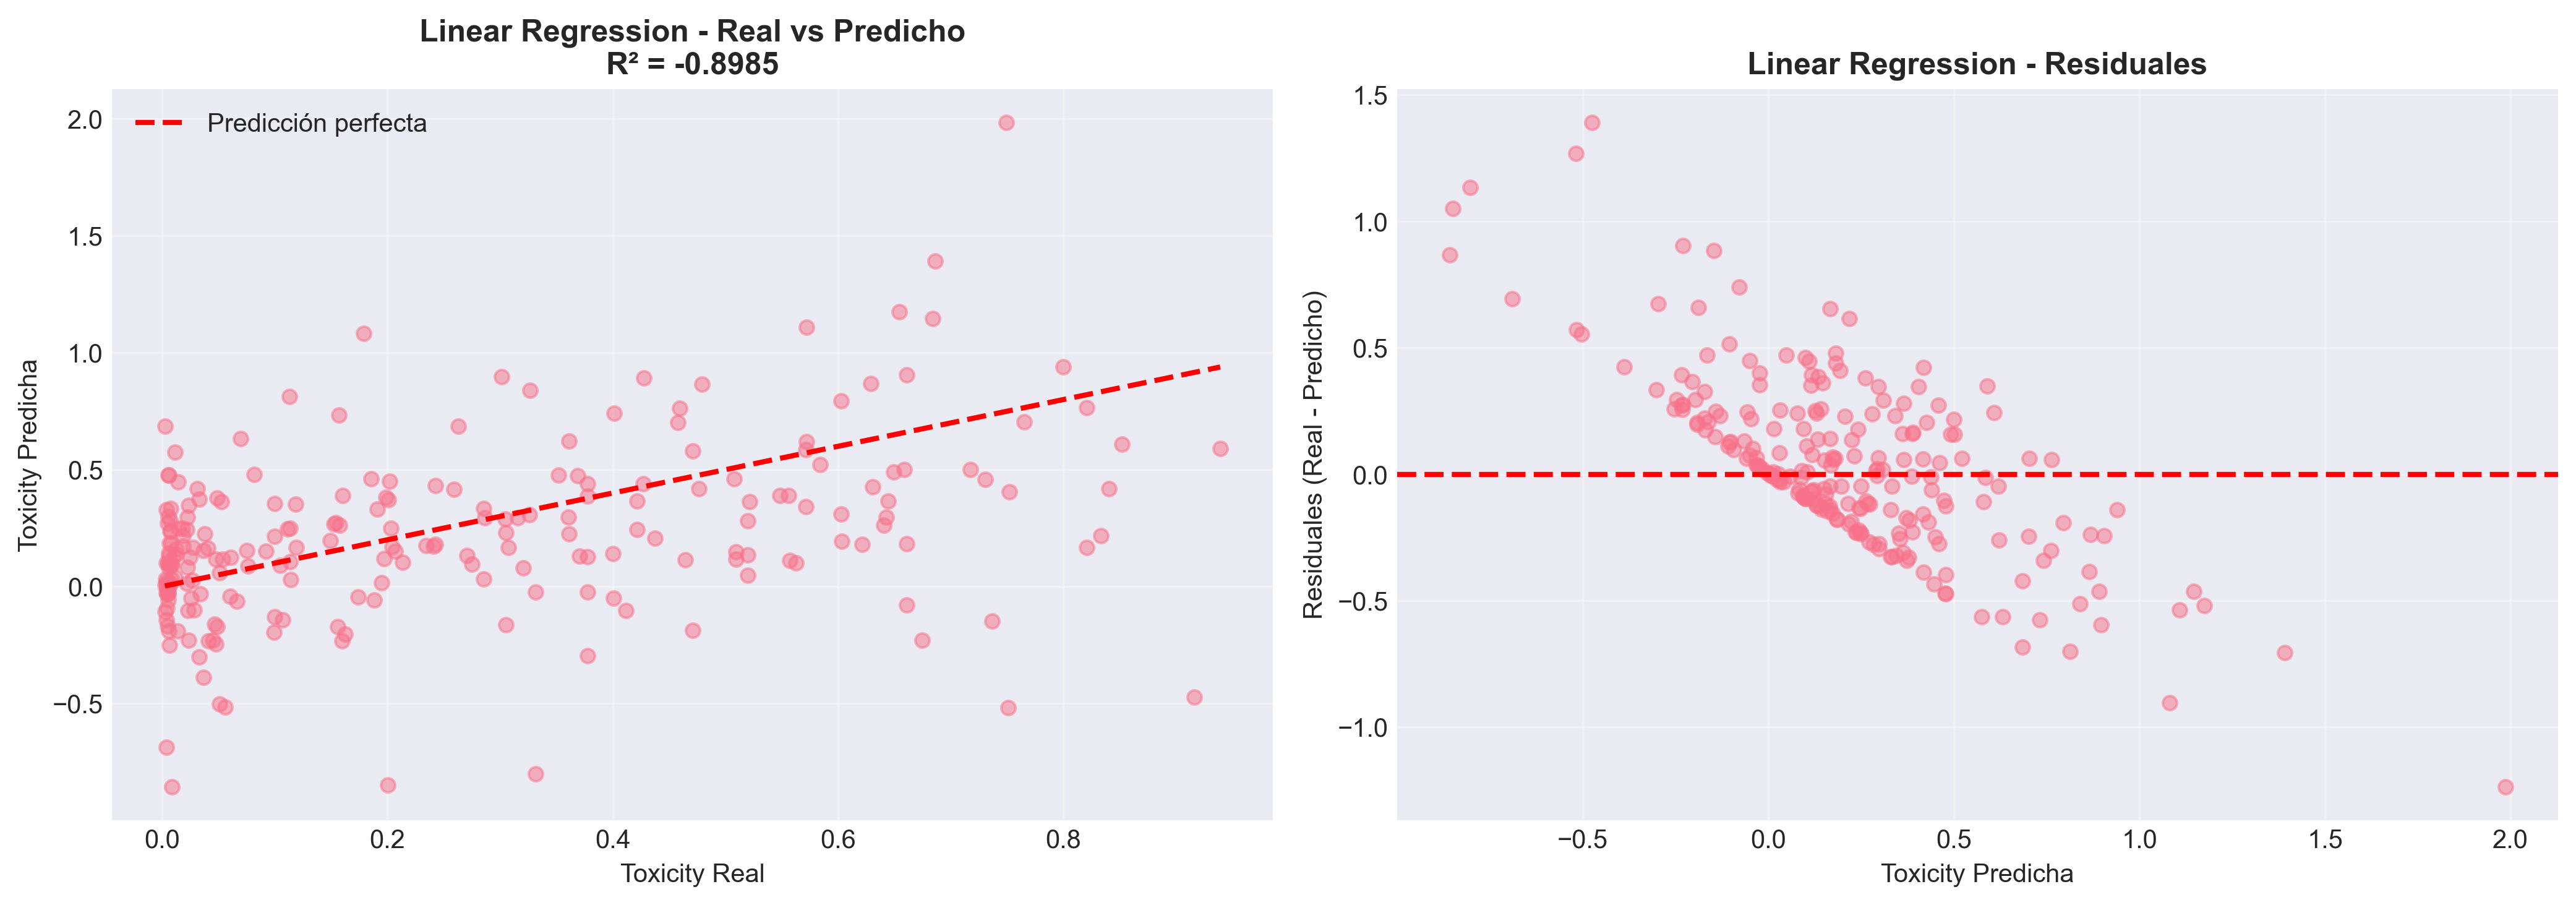 Linear Regression - Real vs Predicho
R² = -0.8985
Predicción perfecta
Toxicity Predicha
2.0
1.5
1.0
0.5
0.0
−0.5
0.0
0.2
0.4
0.6
0.8
Toxicity Real
Linear Regression - Residuales
Residuales (Real - Predicho)
1.5
1.0
0.5
0.0
−0.5
−1.0
−0.5
0.0
0.5
1.0
1.5
2.0
Toxicity Predicha